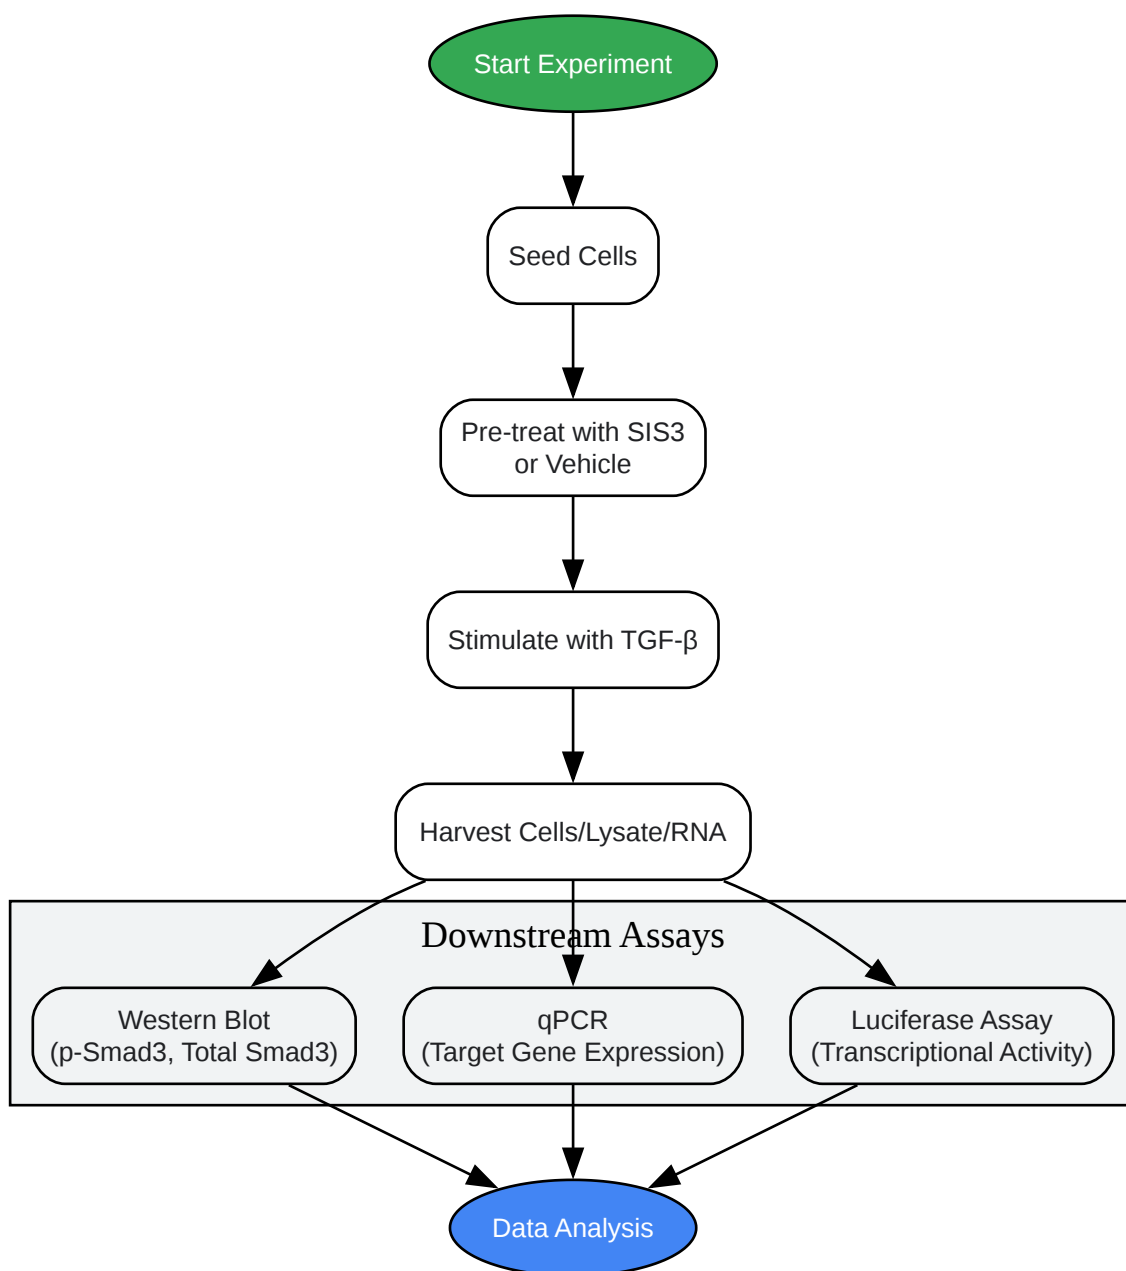 Start Experiment
Seed Cells
Pre-treat with SIS3
or Vehicle
Stimulate with TGF-β
Harvest Cells/Lysate/RNA
Downstream Assays
Western Blot
(p-Smad3, Total Smad3)
qPCR
(Target Gene Expression)
Luciferase Assay
(Transcriptional Activity)
Data Analysis